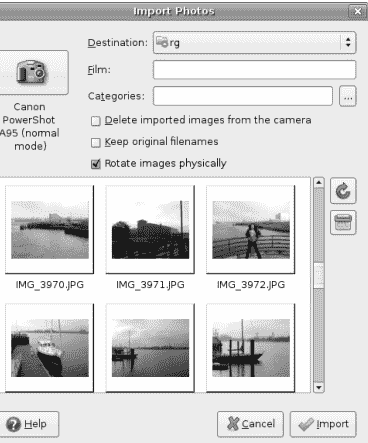 Import Photos
Destination: rg
Film:
Categories: ...
Canon
PowerShot
A95 (normal
mode)
Delete imported images from the camera
Keep original filenames
Rotate images physically
IMG_3970.JPG IMG_3971.JPG IMG_3972.JPG
Help Cancel Import